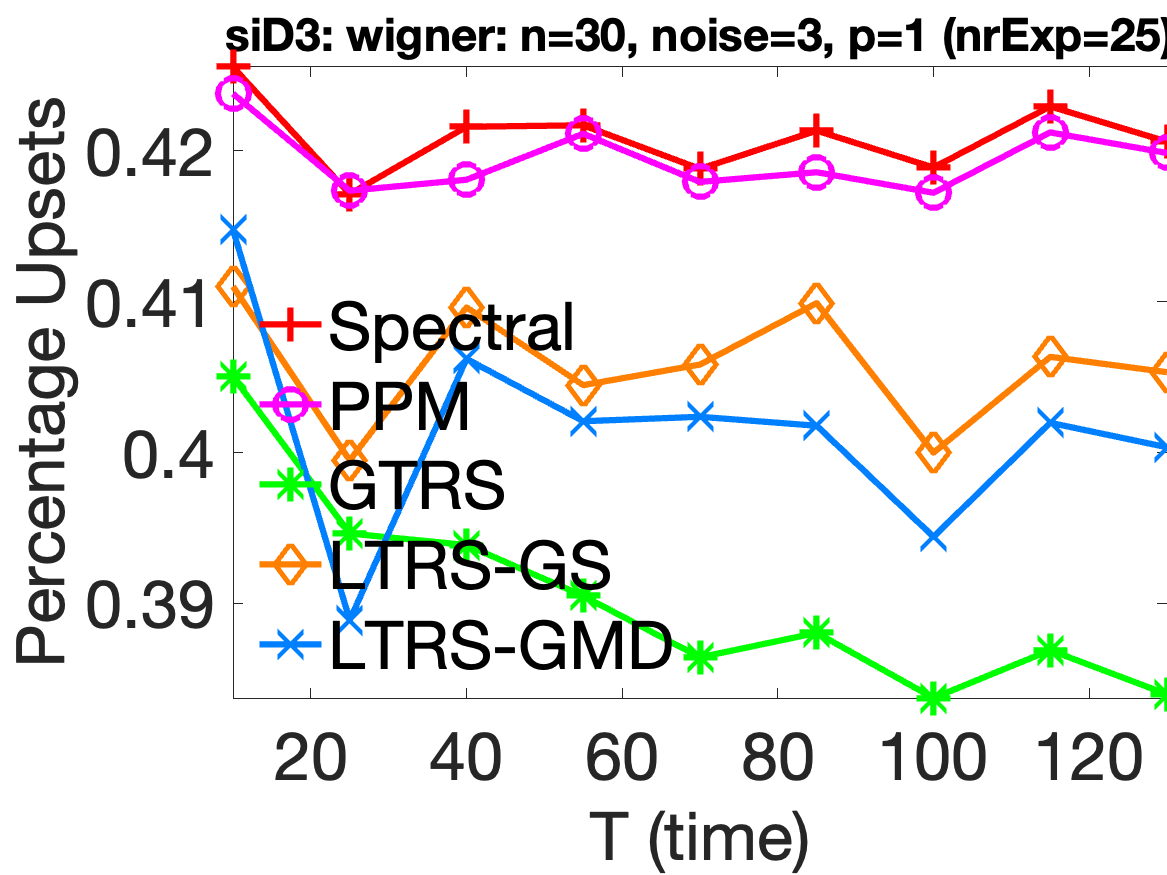 siD3: wigner: n=30, noise=3, p=1 (nrExp=25)
Percentage Upsets
0.42
0.41
0.4
0.39
Spectral
PPM
GTRS
LTRS-GS
LTRS-GMD
20 40 60 80 100 120
T (time)